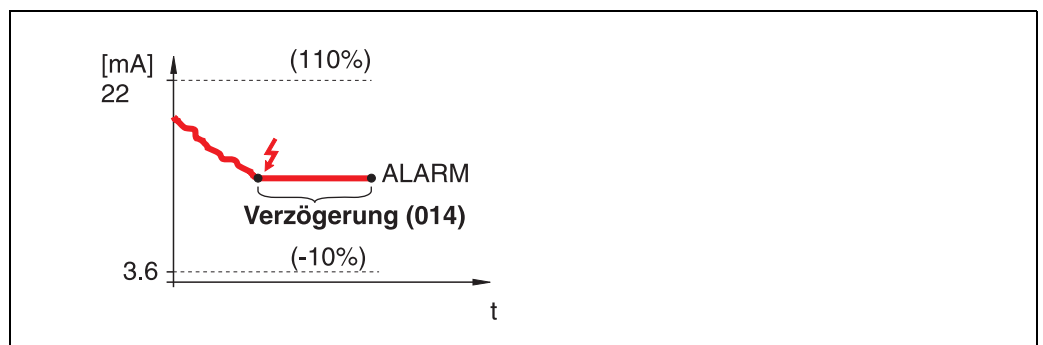 [mA]
(110%)
22
ALARM
Verzögerung (014)
(-10%)
3.6
t